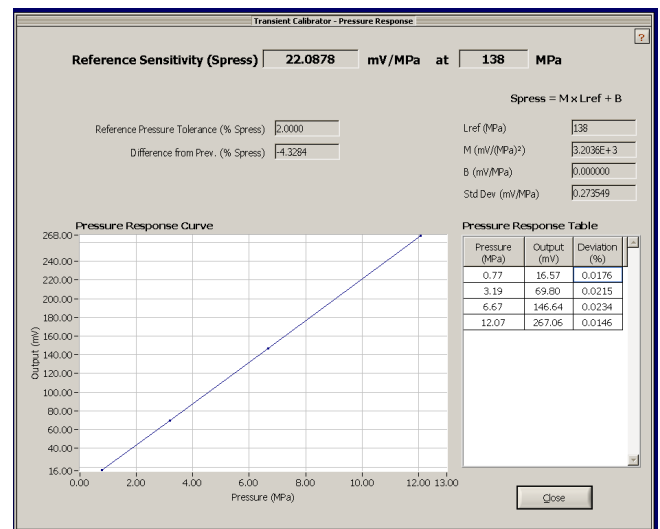 Transient Calibrator - Pressure Response
?
Reference Sensitivity (Spress) 22.0878 mV/MPa at 138 MPa
Spress = M x Lref + B
Reference Pressure Tolerance (% Spress) 2.0000
Difference from Prev. (% Spress) -4.3284
Lref (MPa) 138
M (mV/(MPa)²) 3.2036E+3
B (mV/MPa) 0.000000
Std Dev (mV/MPa) 0.273549
Pressure Response Curve
268.00
240.00
220.00
200.00
180.00
160.00
140.00
120.00
100.00
80.00
60.00
40.00
16.00
Output (mV)
0.00 2.00 4.00 6.00 8.00 10.00 12.00 13.00
Pressure (MPa)
Pressure Response Table
Pressure Output Deviation
(MPa) (mV) (%)
0.77 16.57 0.0176
3.19 69.80 0.0215
6.67 146.64 0.0234
12.07 267.06 0.0146
Close